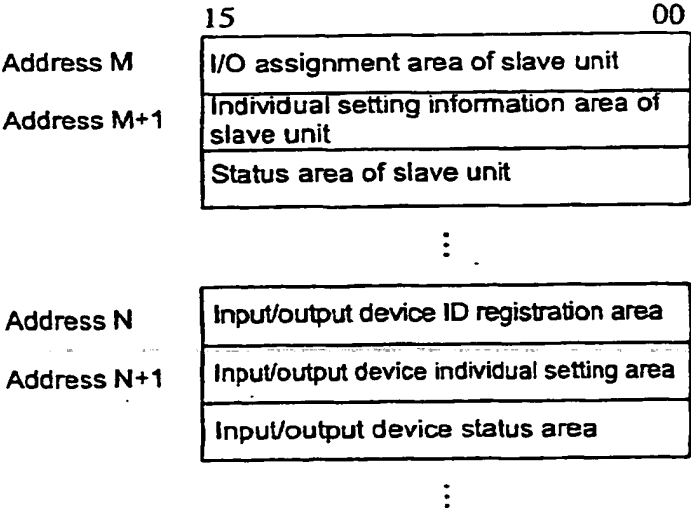 15 00
Address M I/O assignment area of slave unit
Address M+1 Individual setting information area of
slave unit
Status area of slave unit
Address N Input/output device ID registration area
Address N+1 Input/output device individual setting area
Input/output device status area